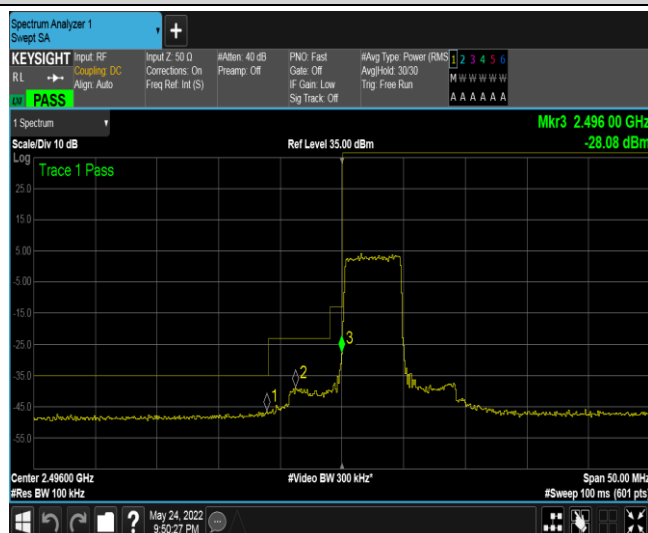 Spectrum Analyzer 1
Swept SA
+
KEYSIGHT
RL
LXI
PASS
Input: RF
Coupling: DC
Align: Auto
Input Z: 50 Ω
Corrections: On
Freq Ref: Int (S)
#Atten: 40 dB
Preamp: Off
PNO: Fast
Gate: Off
IF Gain: Low
Sig Track: Off
#Avg Type: Power (RMS
Avg|Hold: 30/30
Trig: Free Run
1 2 3 4 5 6
M W W W W W
A A A A A A
1 Spectrum
Mkr3 2.496 00 GHz
Scale/Div 10 dB
Ref Level 35.00 dBm
-28.08 dBm
Log
Trace 1 Pass
25.0
15.0
5.00
-5.00
-15.0
-25.0
3
-35.0
2
1
-45.0
-55.0
Center 2.49600 GHz
#Video BW 300 kHz*
Span 50.00 MHz
#Res BW 100 kHz
#Sweep 100 ms (601 pts)
?
May 24, 2022
9:50:27 PM